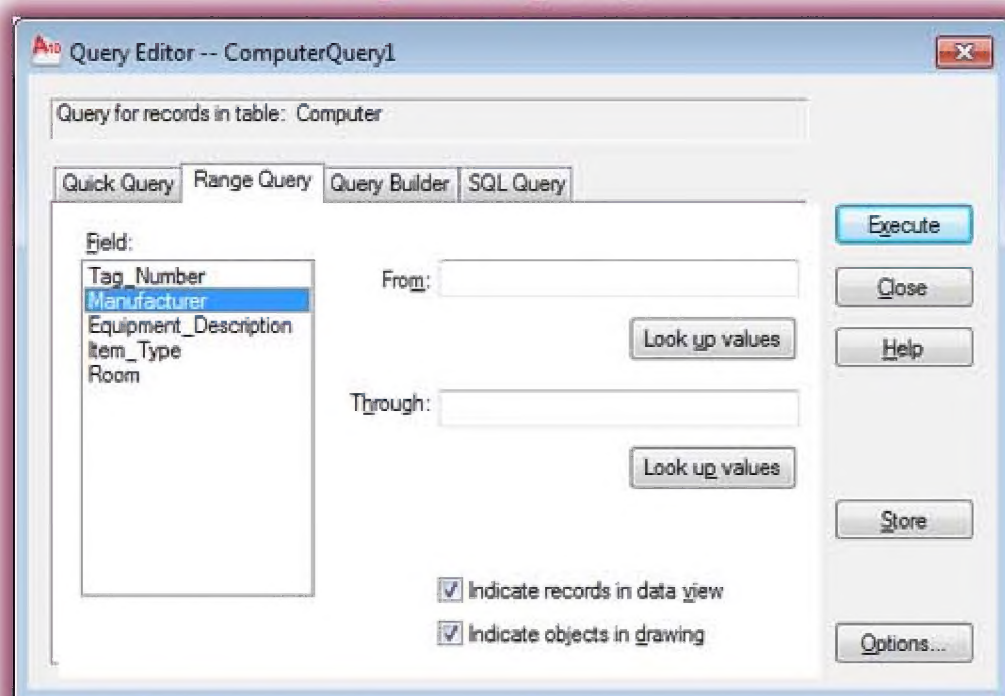 A10 Query Editor -- ComputerQuery1
Query for records in table: Computer
Quick Query Range Query Query Builder SQL Query
Field:
Tag_Number
Manufacturer
Equipment_Description
Item_Type
Room
From:
Look up values
Through:
Look up values
Indicate records in data view
Indicate objects in drawing
Execute
Close
Help
Store
Options...